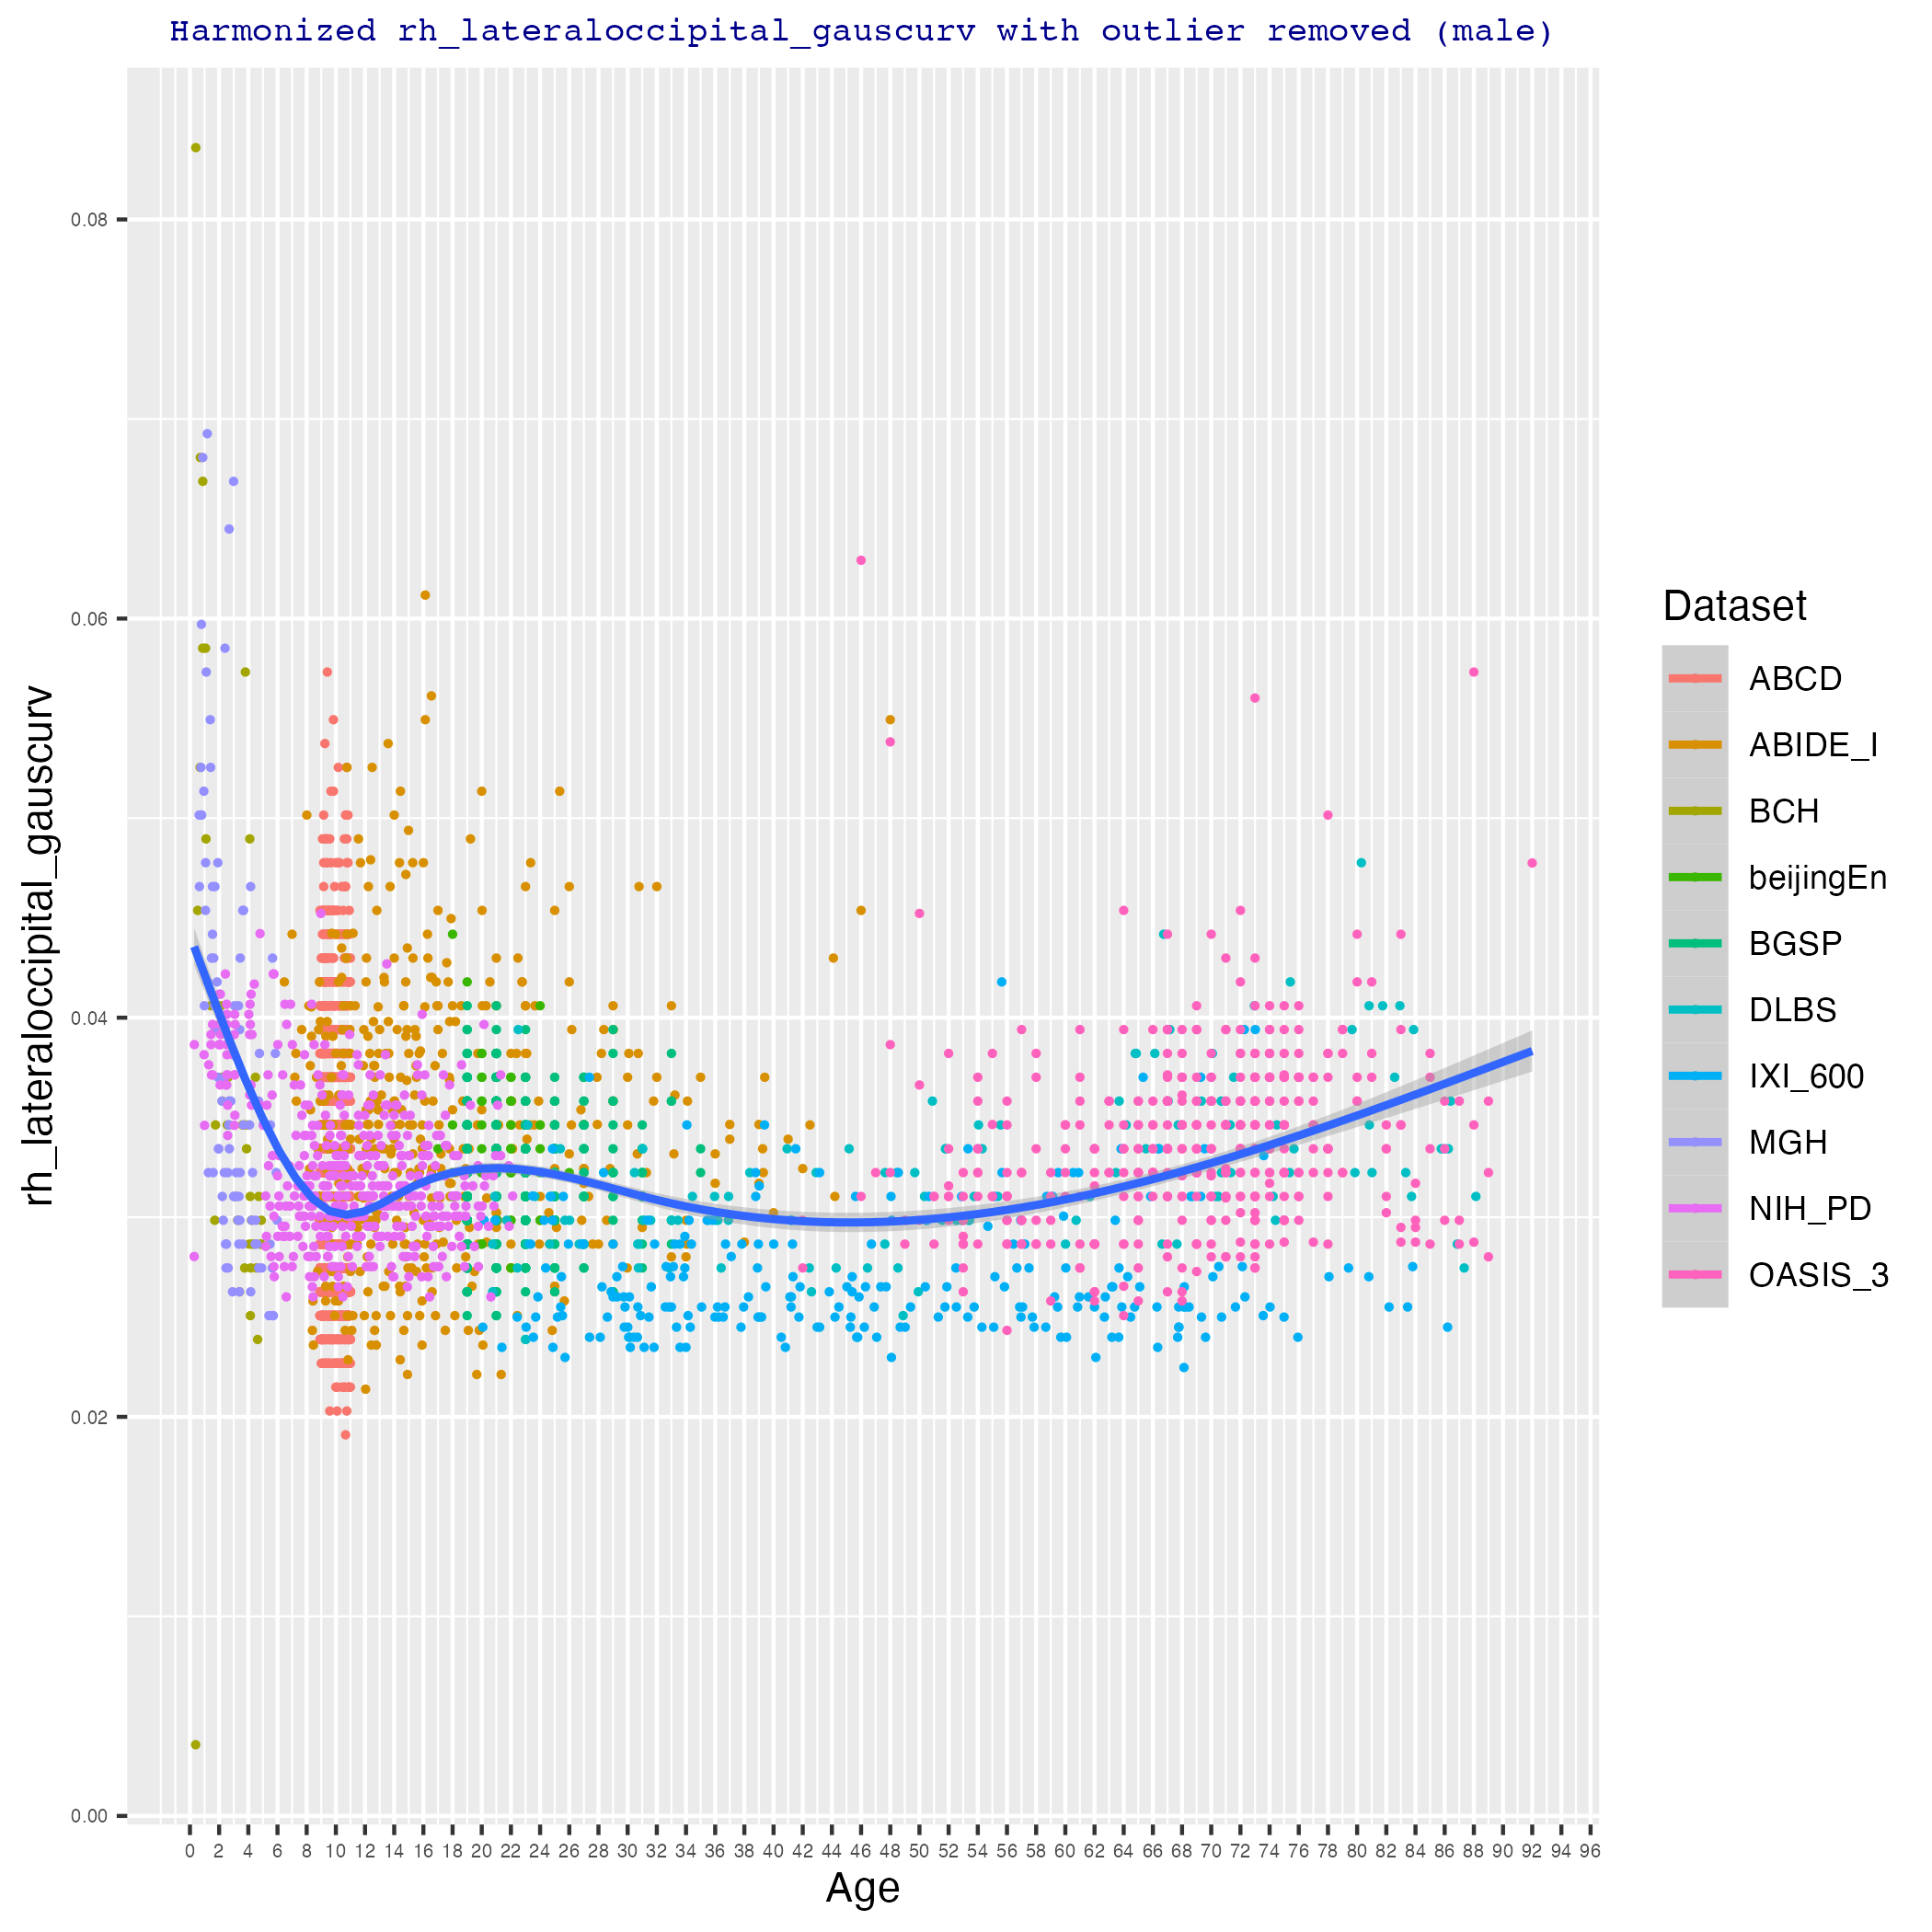 Harmonized rh_lateraloccipital_gauscurv with outlier removed (male)
rh_lateraloccipital_gauscurv
0.08
0.06
0.04
0.02
0.00
0 2 4 6 8 10 12 14 16 18 20 22 24 26 28 30 32 34 36 38 40 42 44 46 48 50 52 54 56 58 60 62 64 66 68 70 72 74 76 78 80 82 84 86 88 90 92 94 96
Age
Dataset
ABCD
ABIDE_I
BCH
beijingEn
BGSP
DLBS
IXI_600
MGH
NIH_PD
OASIS_3